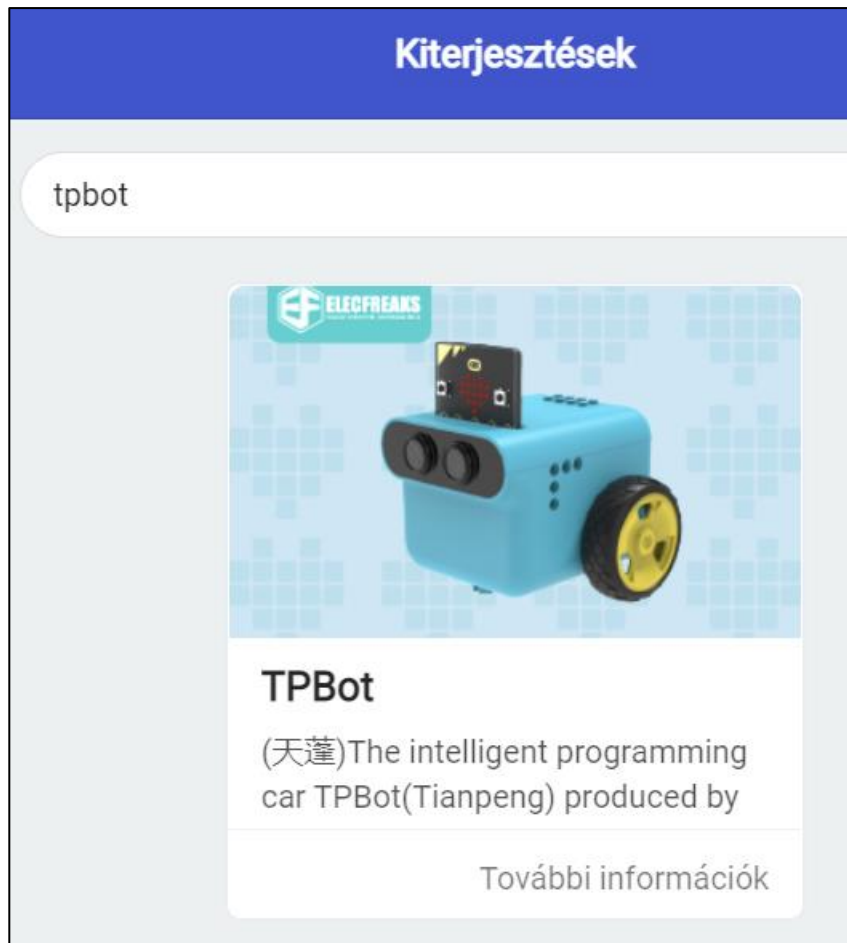 Kiterjesztések
tpbot
ELECFREAKS
TPBot
(天蓬)The intelligent programming
car TPBot(Tianpeng) produced by
További információk